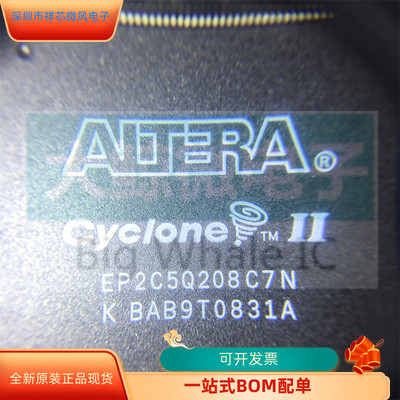 深圳市祥芯微风电子
ALTERA®
Cyclone™ II
Big Whale IC
EP2C5Q208C7N
K BAB9T0831A
全新原装正品现货
可开发票
一站式BOM配单